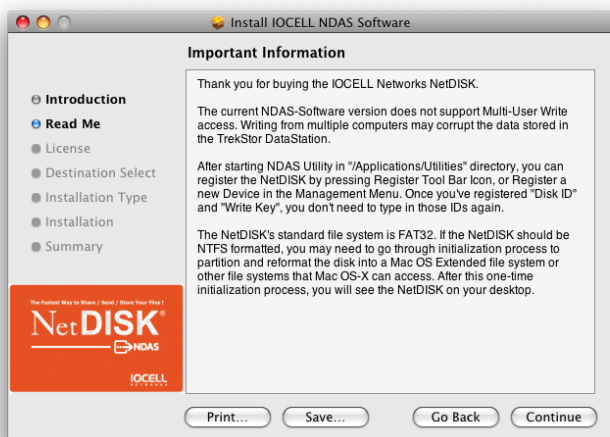 Install IOCELL NDAS Software
Important Information
Introduction
Read Me
License
Destination Select
Installation Type
Installation
Summary
Thank you for buying the IOCELL Networks NetDISK.
The current NDAS-Software version does not support Multi-User Write
access. Writing from multiple computers may corrupt the data stored in
the TrekStor DataStation.
After starting NDAS Utility in "/Applications/Utilities" directory, you can
register the NetDISK by pressing Register Tool Bar Icon, or Register a
new Device in the Management Menu. Once you've registered "Disk ID"
and "Write Key", you don't need to type in those IDs again.
The NetDISK's standard file system is FAT32. If the NetDISK should be
NTFS formatted, you may need to go through initialization process to
partition and reformat the disk into a Mac OS Extended file system or
other file systems that Mac OS-X can access. After this one-time
initialization process, you will see the NetDISK on your desktop.
The Fastest Way to Share / Send / Store Your Files !
NetDISK®
NDAS
IOCELL
NETWORKS
Print...
Save...
Go Back
Continue